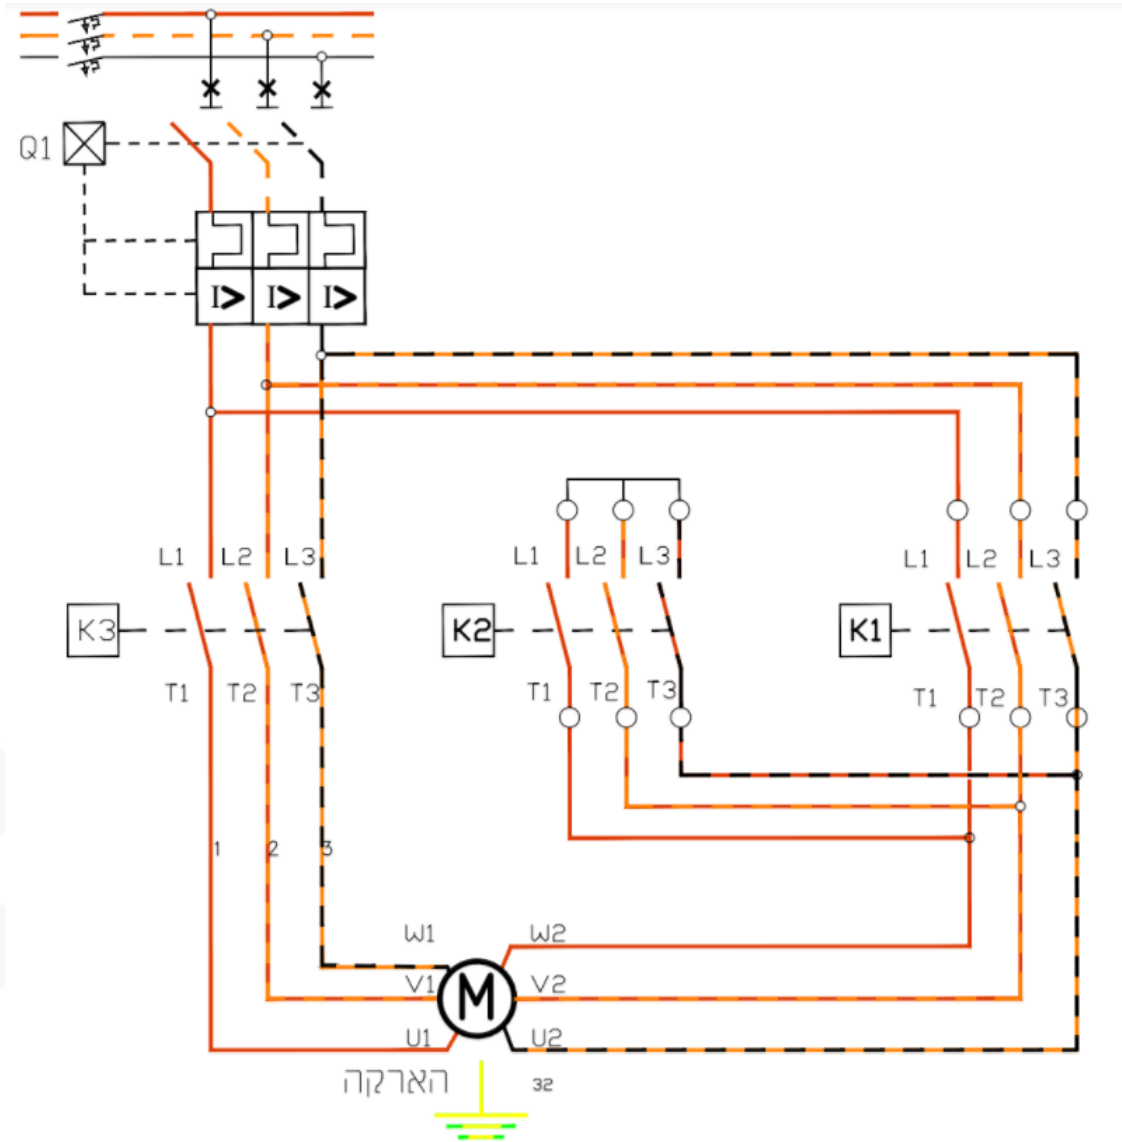 Q1
I> I> I>
L1 L2 L3 L1 L2 L3 L1 L2 L3
K3 K2 K1
T1 T2 T3 T1 T2 T3 T1 T2 T3
1 2 3
W1 W2
V1 M V2
U1 U2
הארקה 32